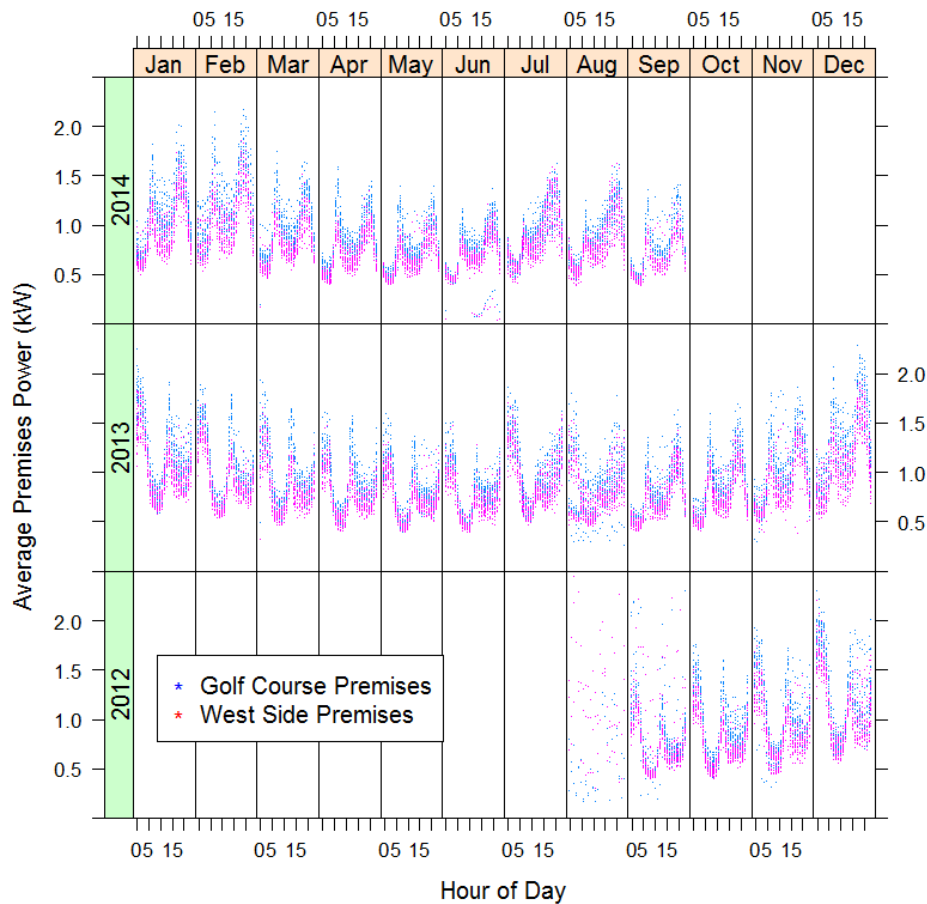 05 15 05 15 05 15 05 15 05 15 05 15
Jan Feb Mar Apr May Jun Jul Aug Sep Oct Nov Dec
2014
2.0
1.5
1.0
0.5
2013
2.0
1.5
1.0
0.5
2012
2.0
1.5
1.0
0.5
* Golf Course Premises
* West Side Premises
05 15 05 15 05 15 05 15 05 15 05 15
Hour of Day
Average Premises Power (kW)